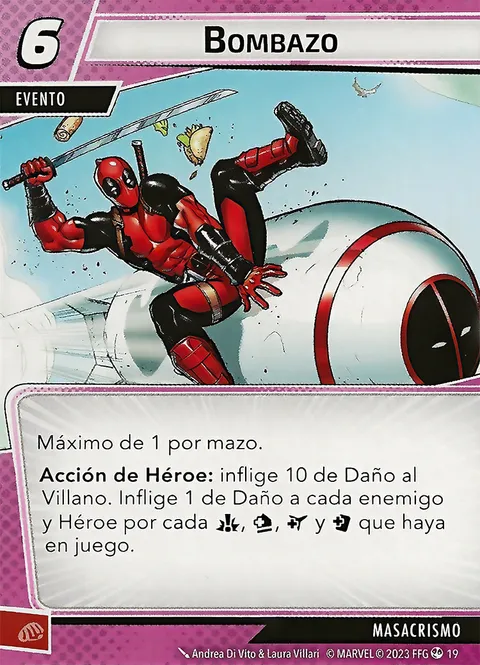 6
BOMBAZO
EVENTO
Máximo de 1 por mazo.
Acción de Héroe: inflige 10 de Daño al
Villano. Inflige 1 de Daño a cada enemigo
y Héroe por cada , , y que haya
en juego.
MASACRISMO
Andrea Di Vito & Laura Villari © MARVEL © 2023 FFG 19